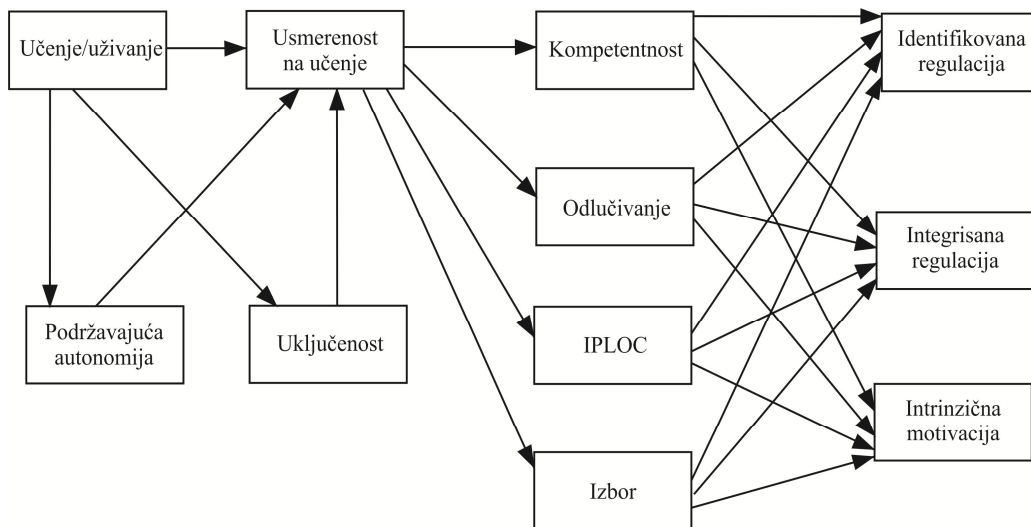 Učenje/uživanje
Usmerenost
na učenje
Kompetentnost
Identifikovana
regulacija
Odlučivanje
Integrisana
regulacija
Podržavajuća
autonomija
Uključenost
IPLOC
Intrinzična
motivacija
Izbor